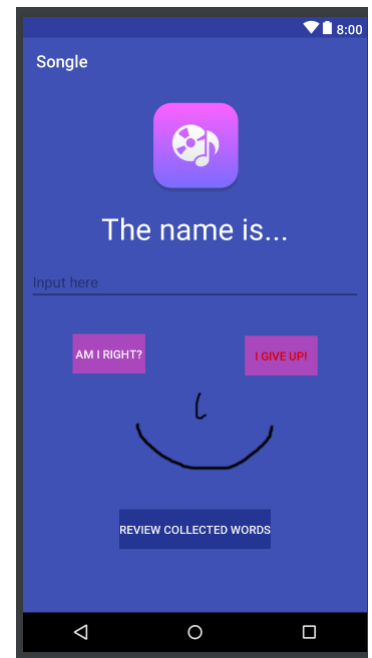 8:00
Songle
The name is...
Input here
AM I RIGHT?
I GIVE UP!
REVIEW COLLECTED WORDS